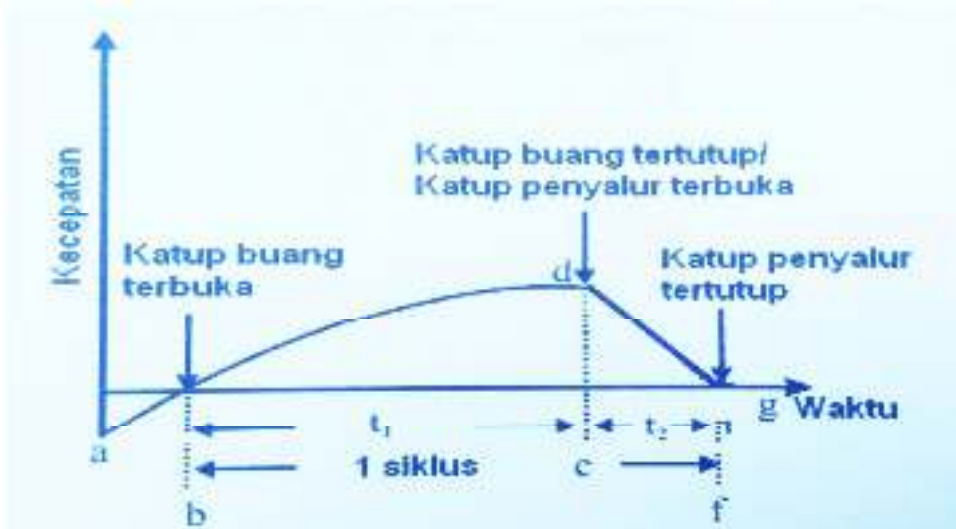 Kecepatan
Katup buang tertutup/
Katup penyalur terbuka
Katup buang
terbuka
d
Katup penyalur
tertutup
g Waktu
a
t₁
t₂
1 siklus
c
b
f